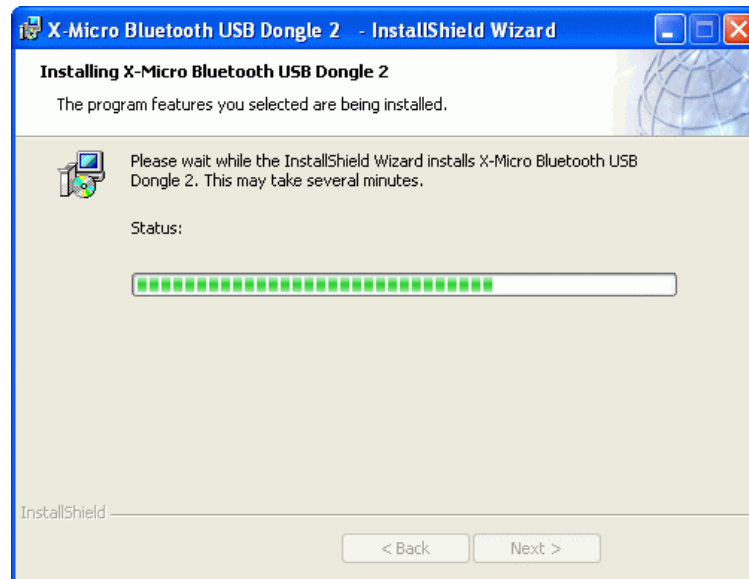 X-Micro Bluetooth USB Dongle 2 - InstallShield Wizard
Installing X-Micro Bluetooth USB Dongle 2
The program features you selected are being installed.
Please wait while the InstallShield Wizard installs X-Micro Bluetooth USB
Dongle 2. This may take several minutes.
Status:
InstallShield
< Back Next >